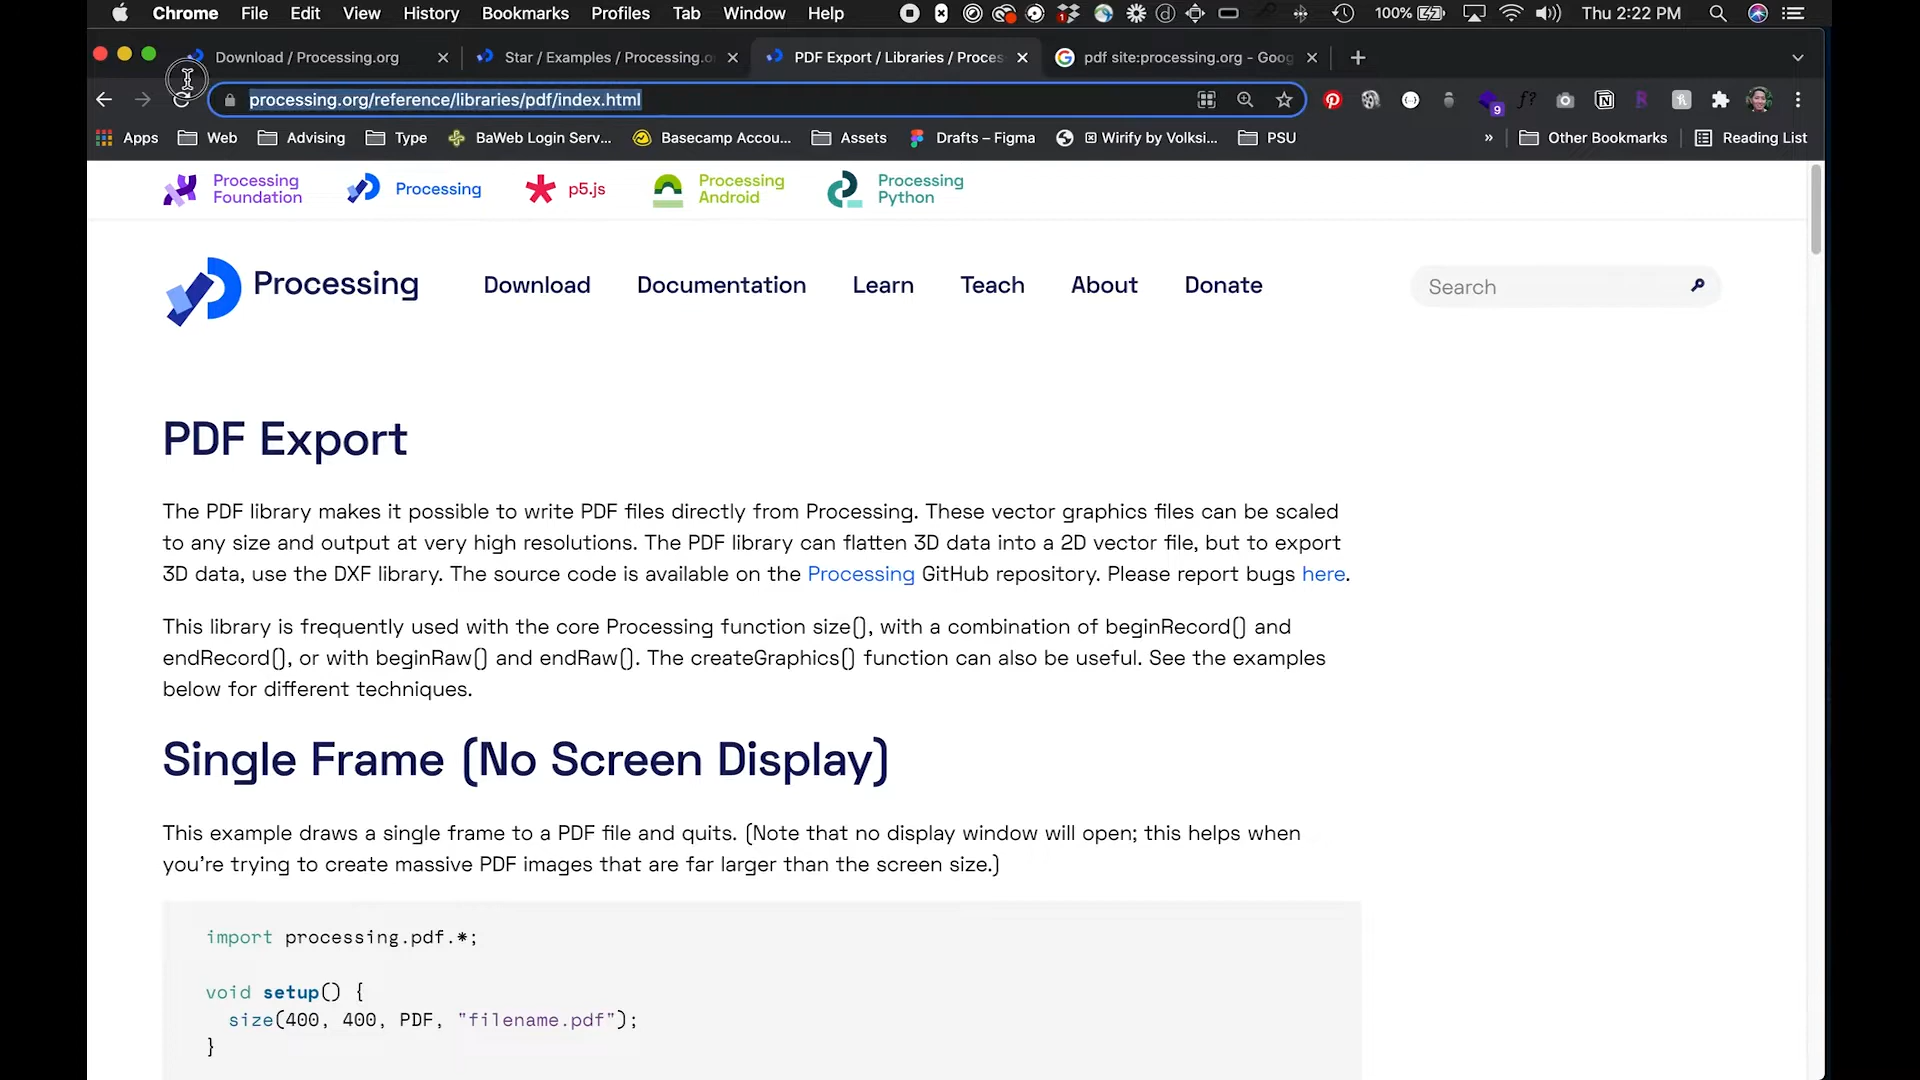 Chrome File Edit View History Bookmarks Profiles Tab Window Help 1 100% Thu 2:22 PM
Download / Processing.org Star / Examples / Processing.o PDF Export / Libraries / Proces pdf site:processing.org - Goog
processing.org/reference/libraries/pdf/index.html f? 9 R
Apps Web Advising Type BaWeb Login Serv... Basecamp Accou... Assets Drafts – Figma Wirify by Volksi... PSU » Other Bookmarks Reading List
Processing
Foundation
Processing
p5.js
Processing
Android
Processing
Python
Processing Download Documentation Learn Teach About Donate Search
PDF Export
The PDF library makes it possible to write PDF files directly from Processing. These vector graphics files can be scaled
to any size and output at very high resolutions. The PDF library can flatten 3D data into a 2D vector file, but to export
3D data, use the DXF library. The source code is available on the Processing GitHub repository. Please report bugs here.
This library is frequently used with the core Processing function size(), with a combination of beginRecord() and
endRecord(), or with beginRaw() and endRaw(). The createGraphics() function can also be useful. See the examples
below for different techniques.
Single Frame (No Screen Display)
This example draws a single frame to a PDF file and quits. (Note that no display window will open; this helps when
you're trying to create massive PDF images that are far larger than the screen size.)
import processing.pdf.*;
void setup() {
size(400, 400, PDF, "filename.pdf");
}